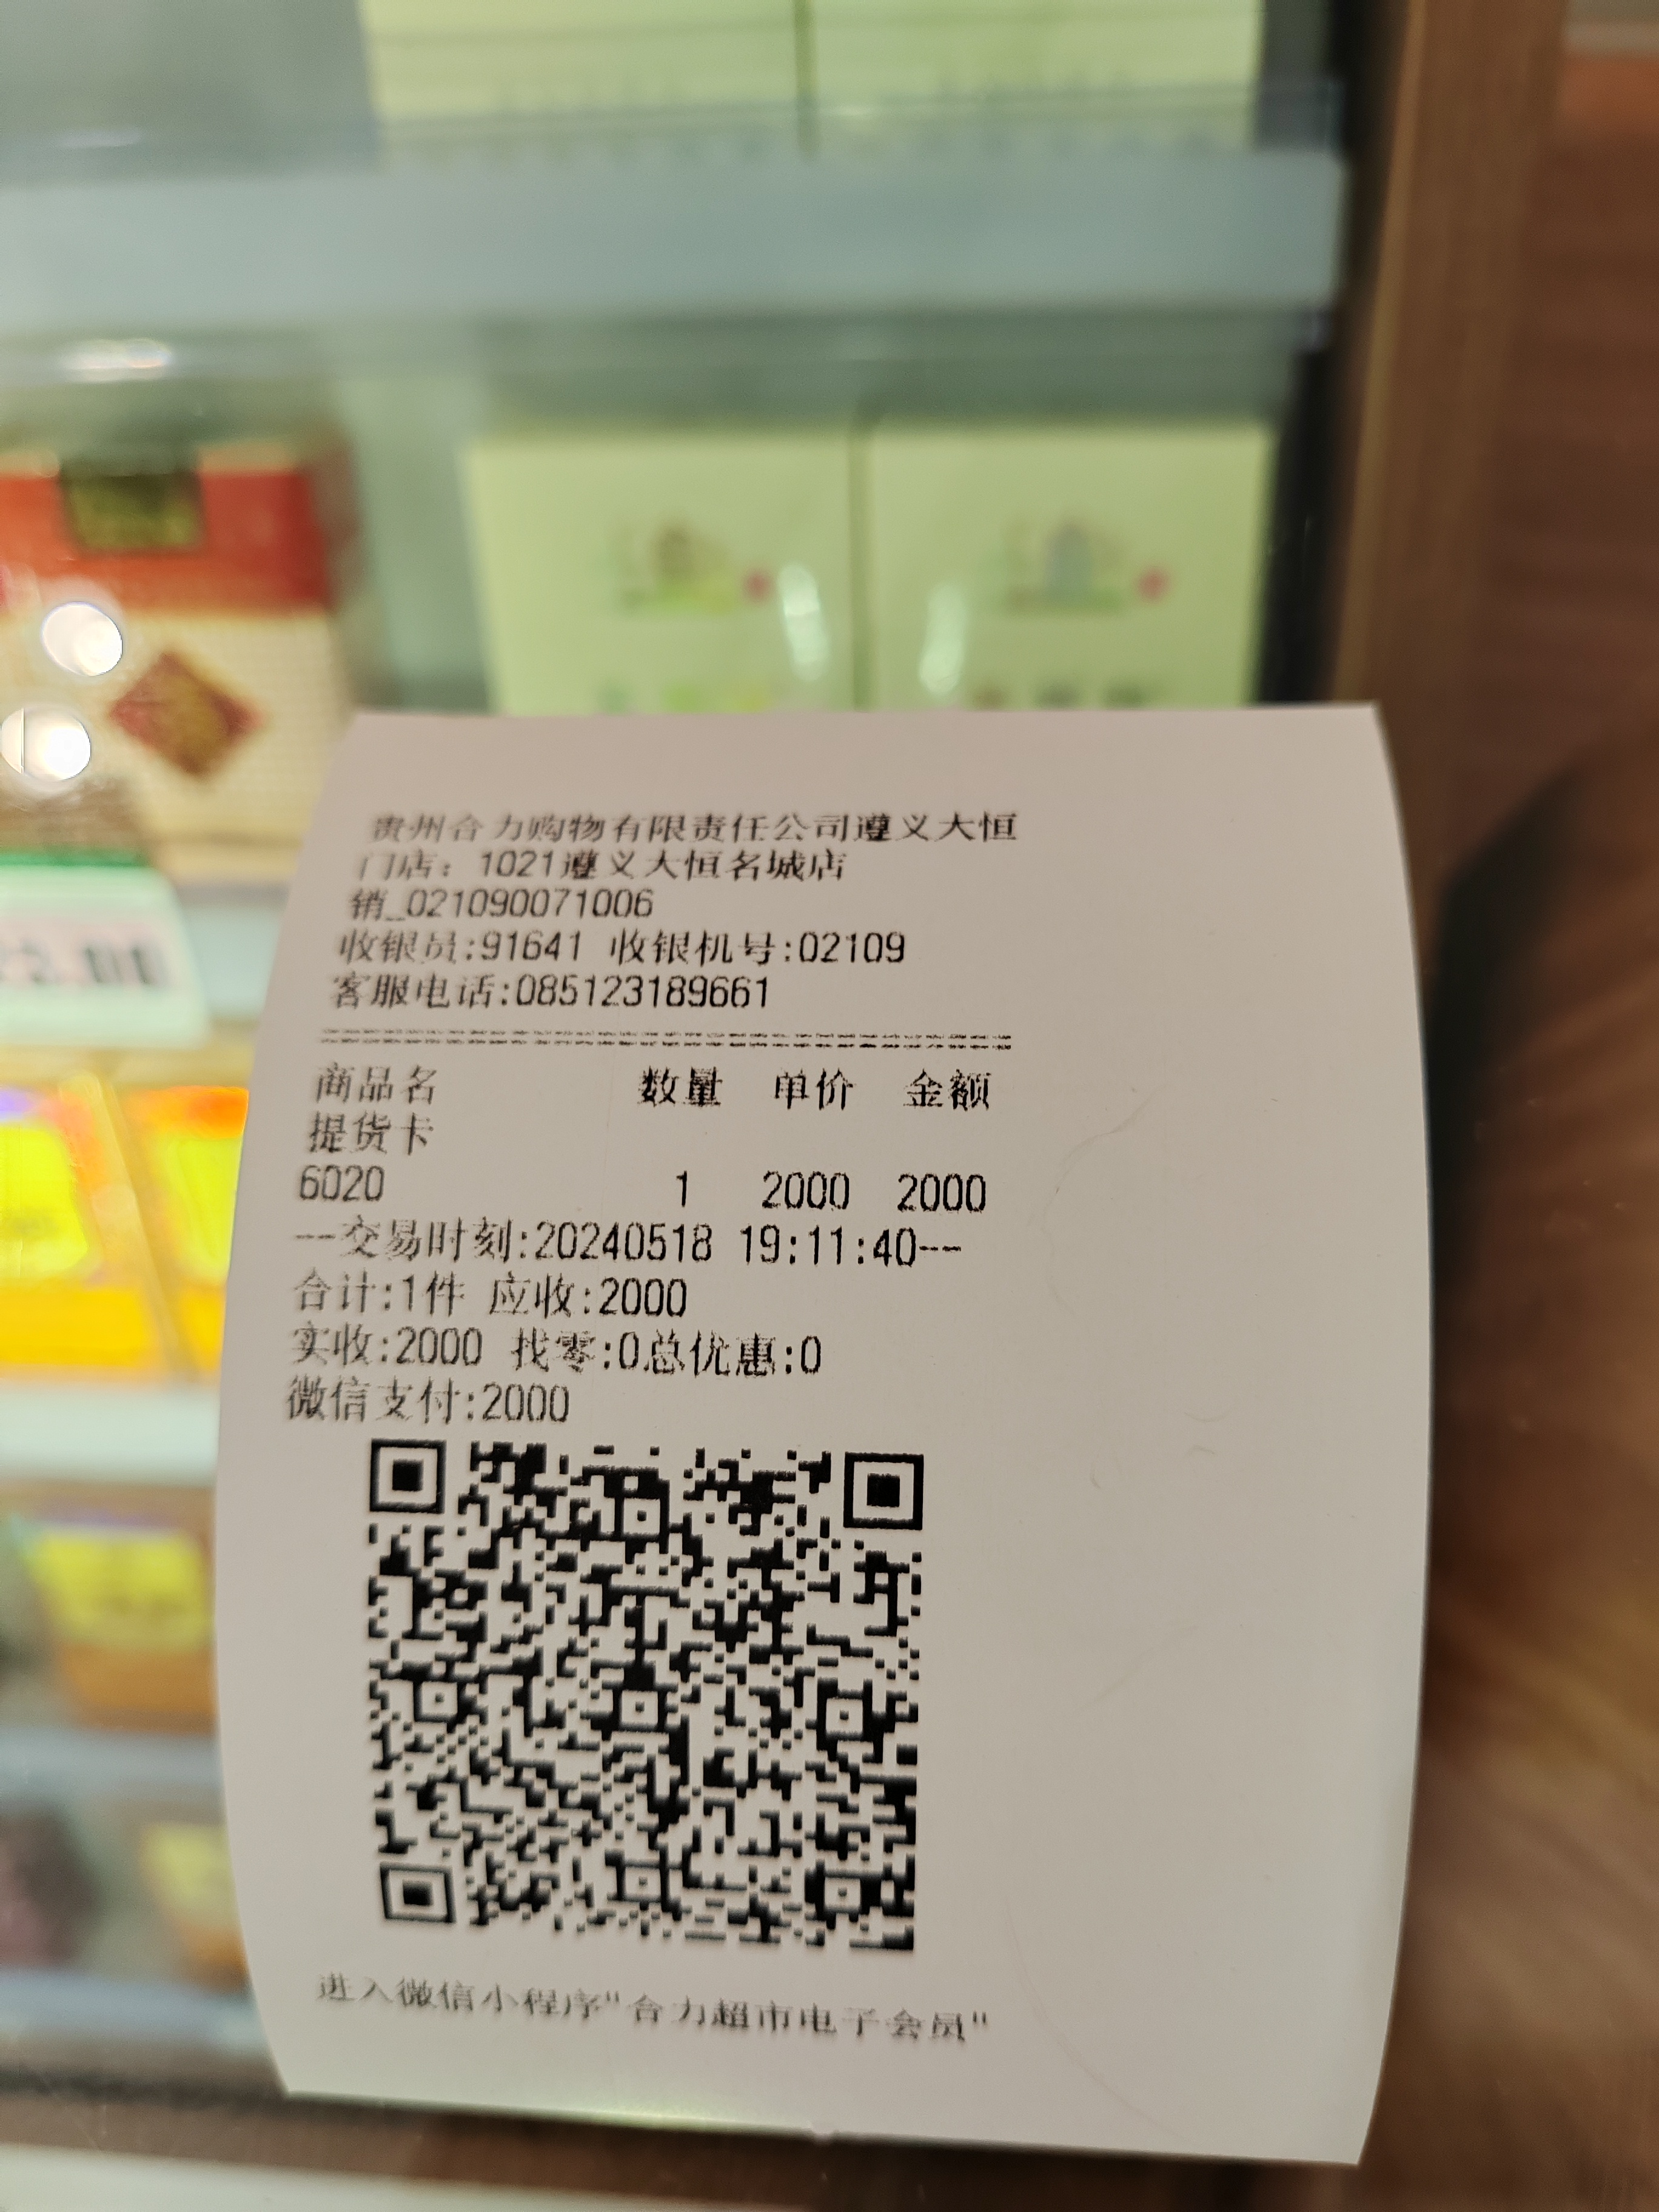 贵州合力购物有限责任公司遵义大恒
门店：1021遵义大恒名城店
销_021090071006
收银员:91641 收银机号:02109
客服电话:085123189661
商品名 数量 单价 金额
提货卡
6020 1 2000 2000
--交易时刻:20240518 19:11:40--
合计:1件 应收:2000
实收:2000 找零:0总优惠:0
微信支付:2000
进入微信小程序"合力超市电子会员"